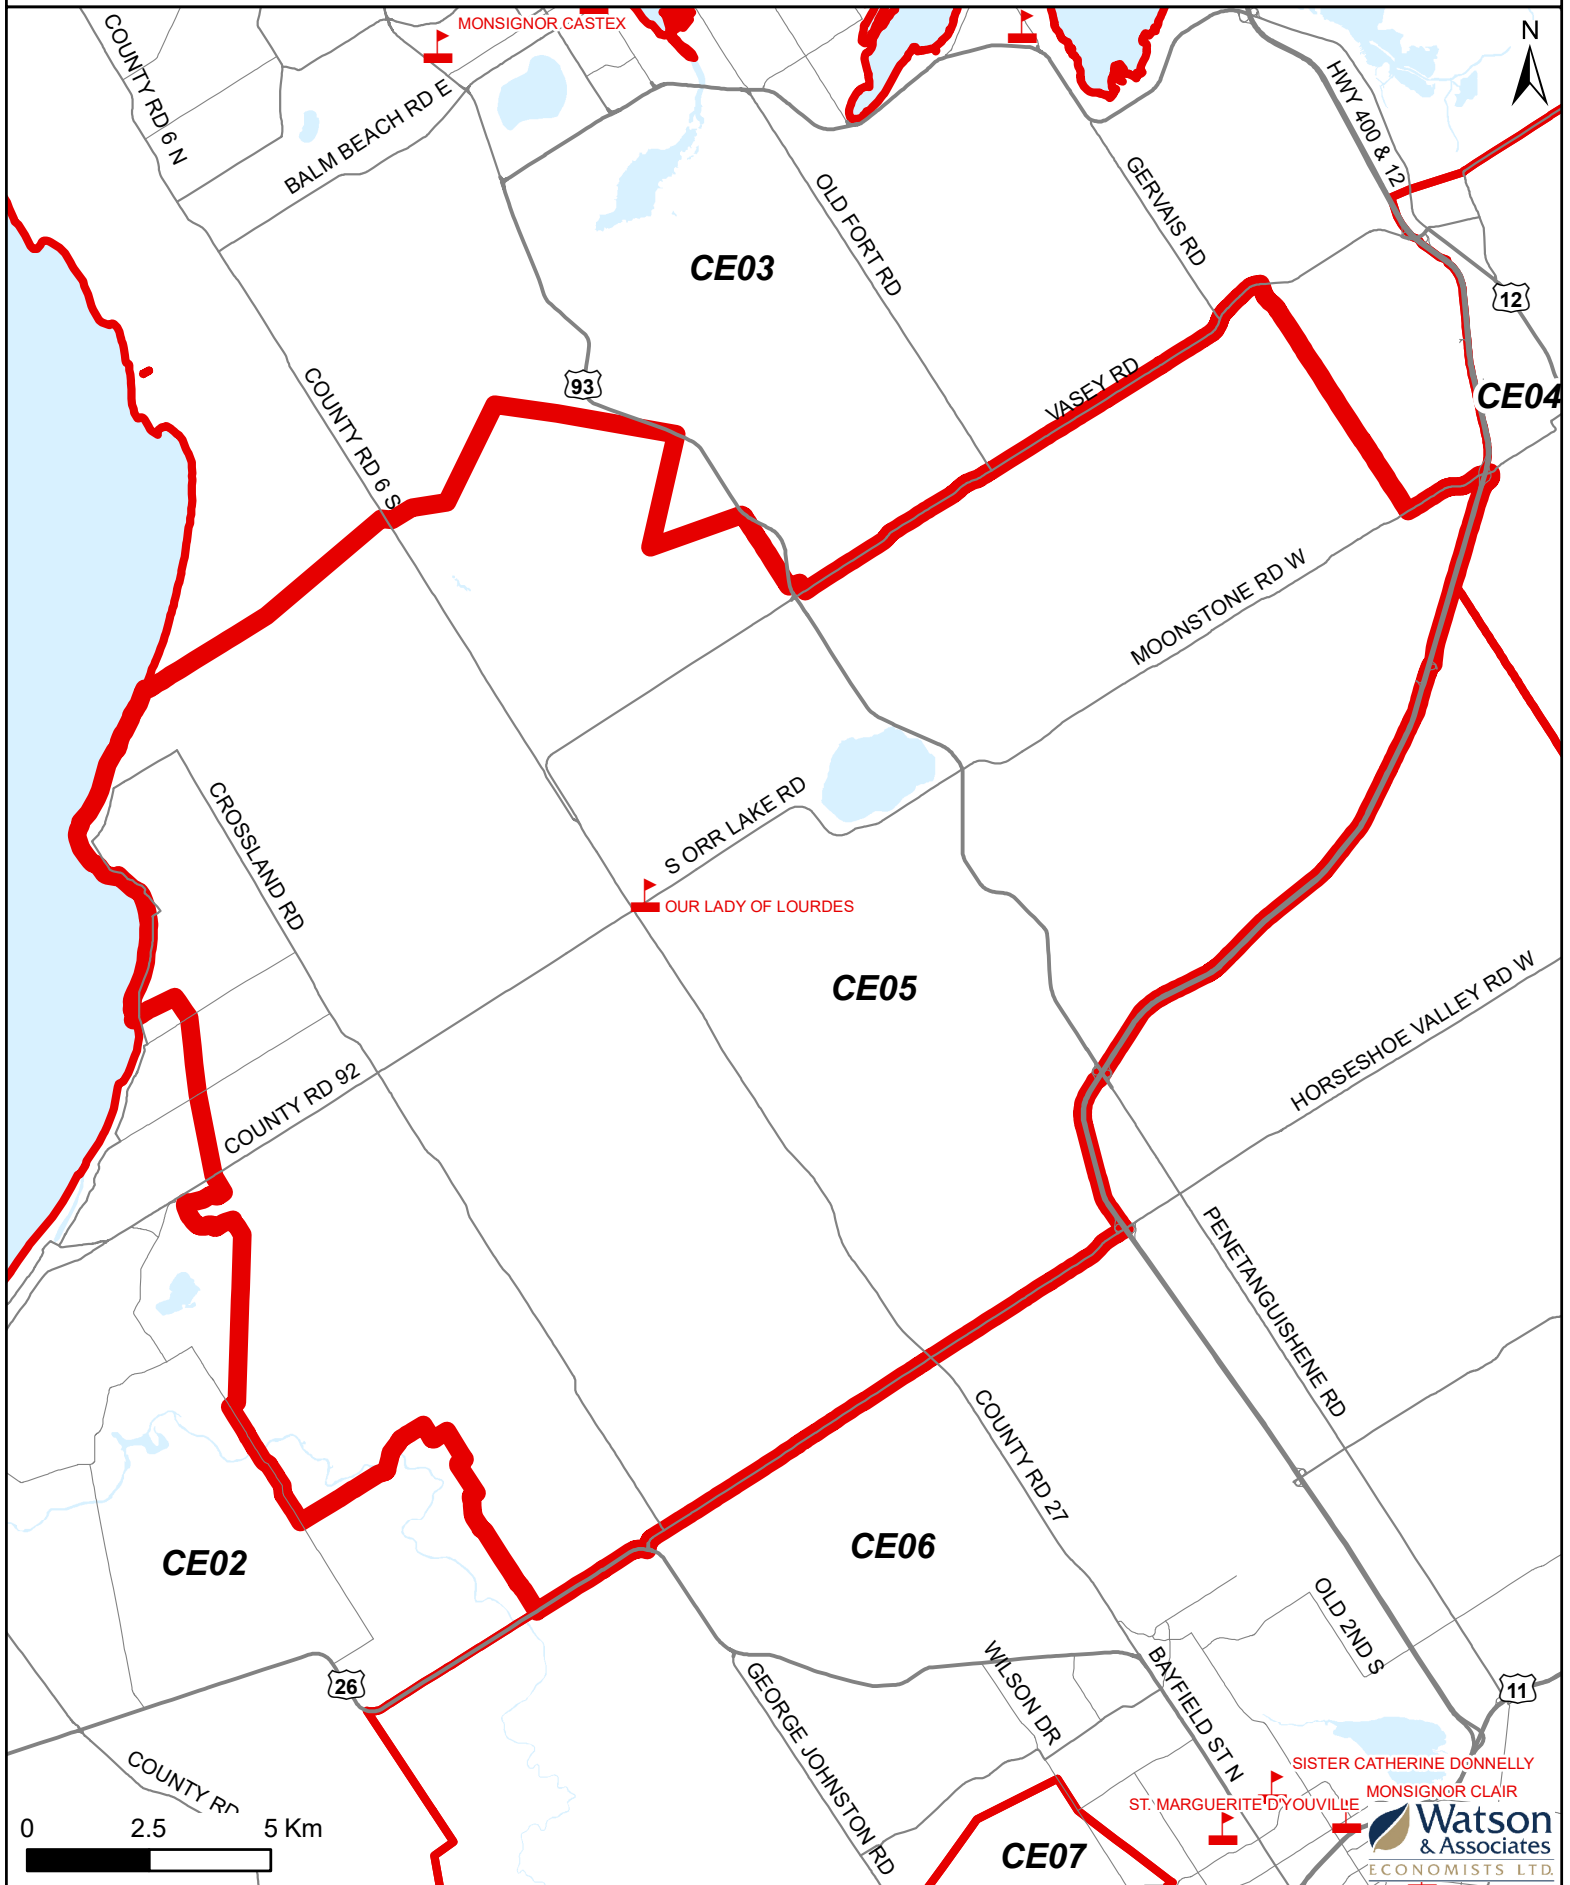 MONSIGNOR CASTEX
COUNTY RD 6 N
BALM BEACH RD E
N
HWY 400 & 12
OLD FORT RD
GERVAIS RD
CE03
12
COUNTY RD 6 S
93
VASEY RD
CE04
MOONSTONE RD W
CROSSLAND RD
S ORR LAKE RD
OUR LADY OF LOURDES
CE05
HORSESHOE VALLEY RD W
COUNTY RD 92
PENETANGUISHENE RD
COUNTY RD 27
CE02
CE06
OLD 2ND S
26
WILSON DR
BAYFIELD ST N
11
GEORGE JOHNSTON RD
COUNTY RD
SISTER CATHERINE DONNELLY
MONSIGNOR CLAIR
ST. MARGUERITE D'YOUVILLE
CE07
0 2.5 5 Km
Watson
& Associates
ECONOMISTS LTD.